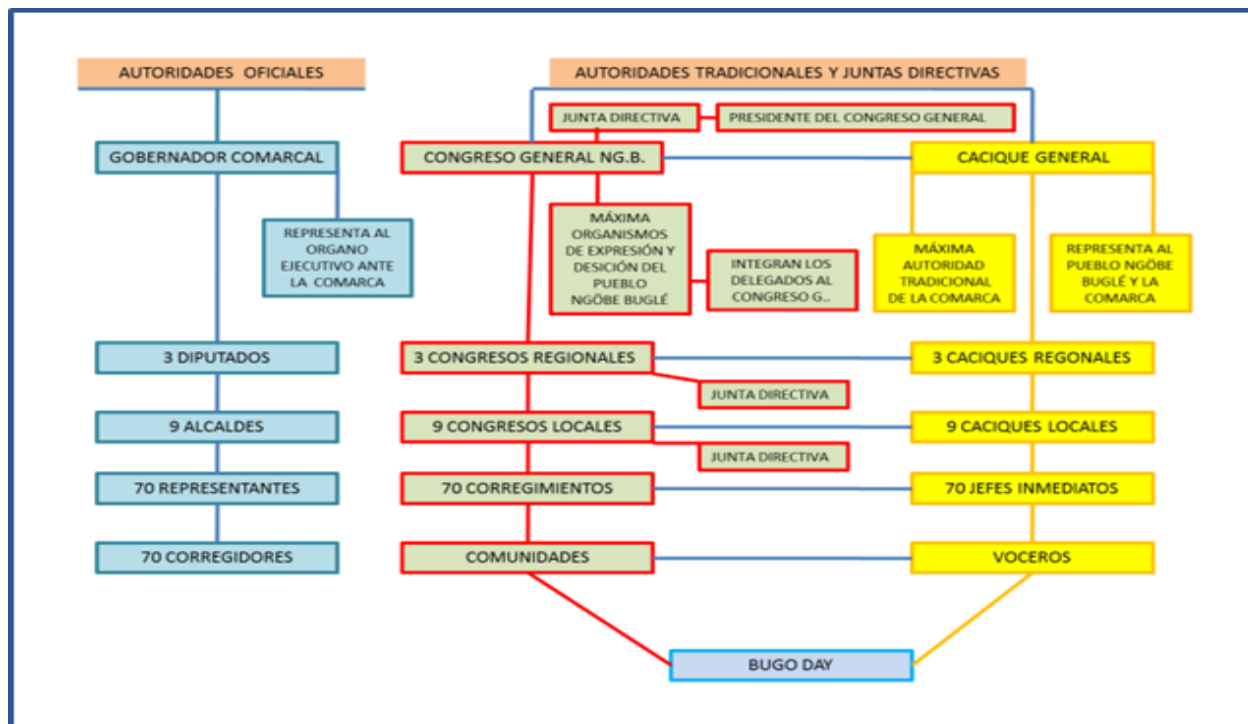 AUTORIDADES OFICIALES
GOBERNADOR COMARCAL
REPRESENTA AL
ORGANO
EJECUTIVO ANTE
LA COMARCA
3 DIPUTADOS
9 ALCALDES
70 REPRESENTANTES
70 CORREGIDORES
AUTORIDADES TRADICIONALES Y JUNTAS DIRECTIVAS
JUNTA DIRECTIVA
PRESIDENTE DEL CONGRESO GENERAL
CONGRESO GENERAL NG.B.
CACIQUE GENERAL
MÁXIMA
ORGANISMOS
DE EXPRESIÓN Y
DESICIÓN DEL
PUEBLO
NGÖBE BUGLÉ
INTEGRAN LOS
DELEGADOS AL
CONGRESO G..
MÁXIMA
AUTORIDAD
TRADICIONAL
DE LA COMARCA
REPRESENTA AL
PUEBLO NGÖBE
BUGLÉ Y LA
COMARCA
3 CONGRESOS REGIONALES
3 CACIQUES REGONALES
JUNTA DIRECTIVA
9 CONGRESOS LOCALES
9 CACIQUES LOCALES
JUNTA DIRECTIVA
70 CORREGIMIENTOS
70 JEFES INMEDIATOS
COMUNIDADES
VOCEROS
BUGO DAY